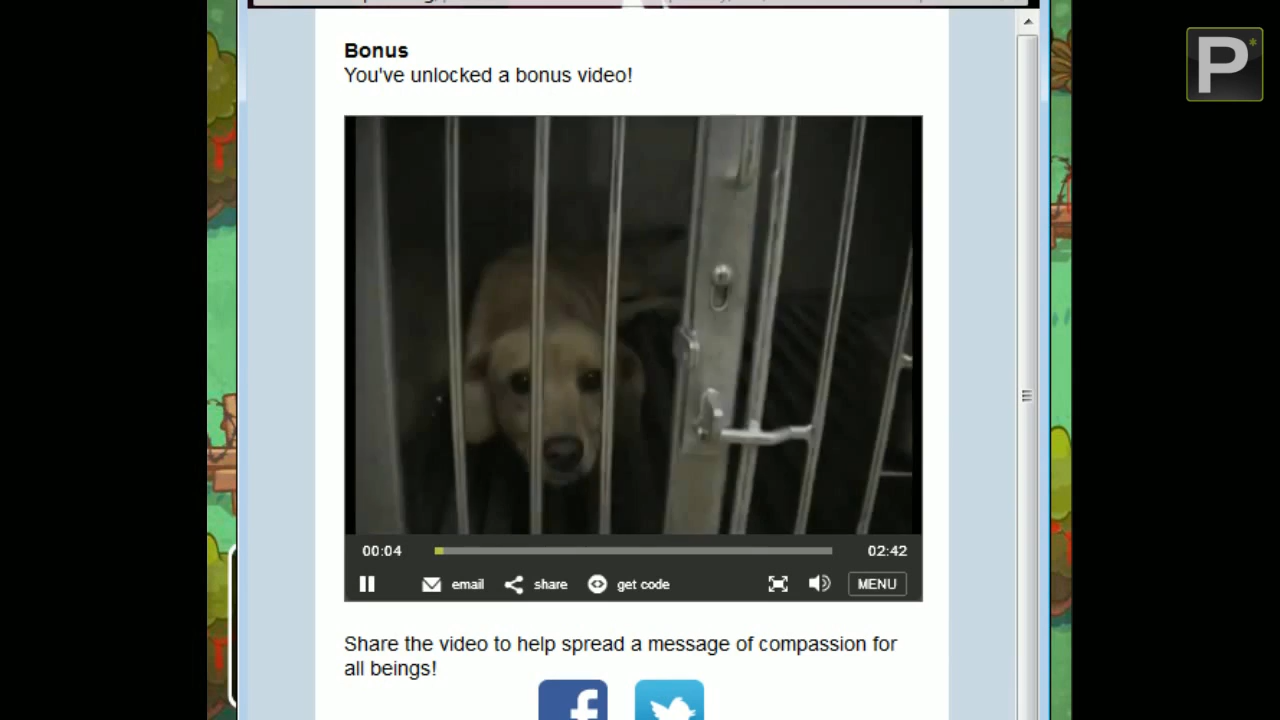 P*
Bonus
You've unlocked a bonus video!
00:04
02:42
email
share
get code
MENU
Share the video to help spread a message of compassion for
all beings!
f